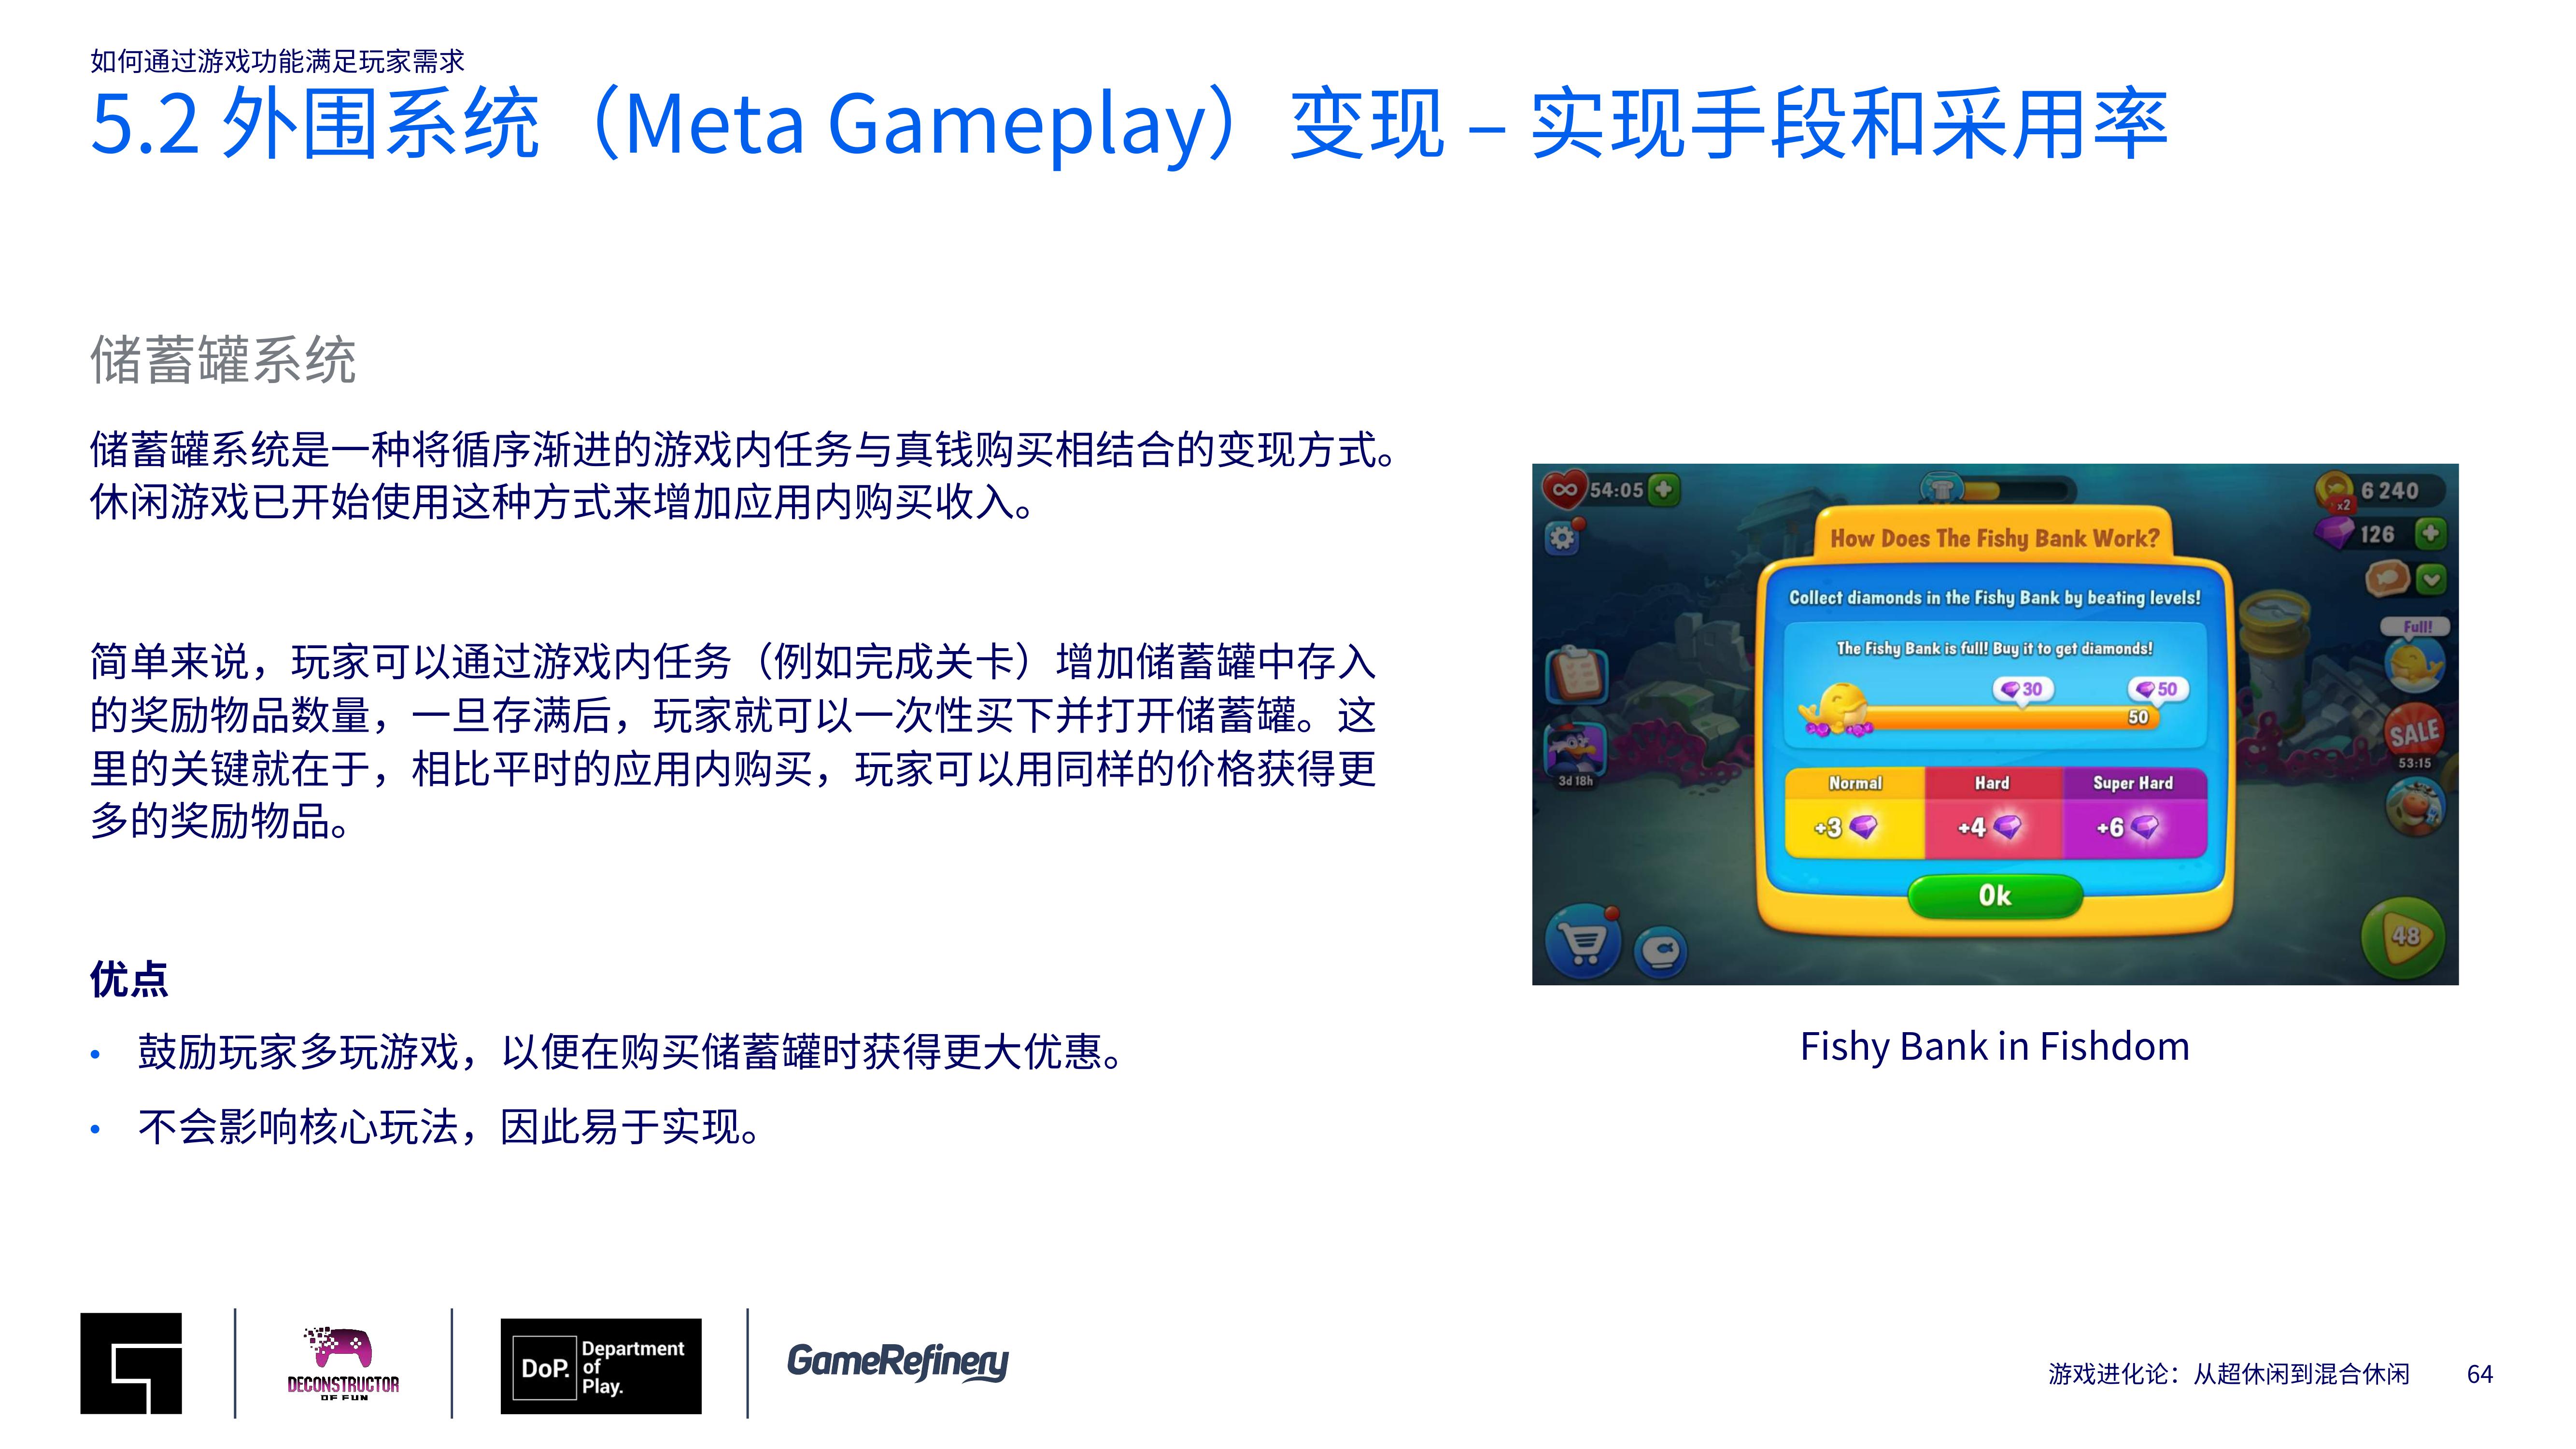 如何通过游戏功能满足玩家需求
5.2 外围系统（Meta Gameplay）变现 – 实现手段和采用率
储蓄罐系统
储蓄罐系统是一种将循序渐进的游戏内任务与真钱购买相结合的变现方式。
休闲游戏已开始使用这种方式来增加应用内购买收入。
简单来说，玩家可以通过游戏内任务（例如完成关卡）增加储蓄罐中存入
的奖励物品数量，一旦存满后，玩家就可以一次性买下并打开储蓄罐。这
里的关键就在于，相比平时的应用内购买，玩家可以用同样的价格获得更
多的奖励物品。
优点
• 鼓励玩家多玩游戏，以便在购买储蓄罐时获得更大优惠。
• 不会影响核心玩法，因此易于实现。
54:05
6 240
x2
126
How Does The Fishy Bank Work?
Collect diamonds in the Fishy Bank by beating levels!
The Fishy Bank is full! Buy it to get diamonds!
30
50
50
Normal
Hard
Super Hard
+3
+4
+6
Ok
Full!
SALE
53:15
3d 18h
48
Fishy Bank in Fishdom
DECONSTRUCTOR
OF FUN
DoP.
Department
of
Play.
GameRefinery
游戏进化论：从超休闲到混合休闲
64